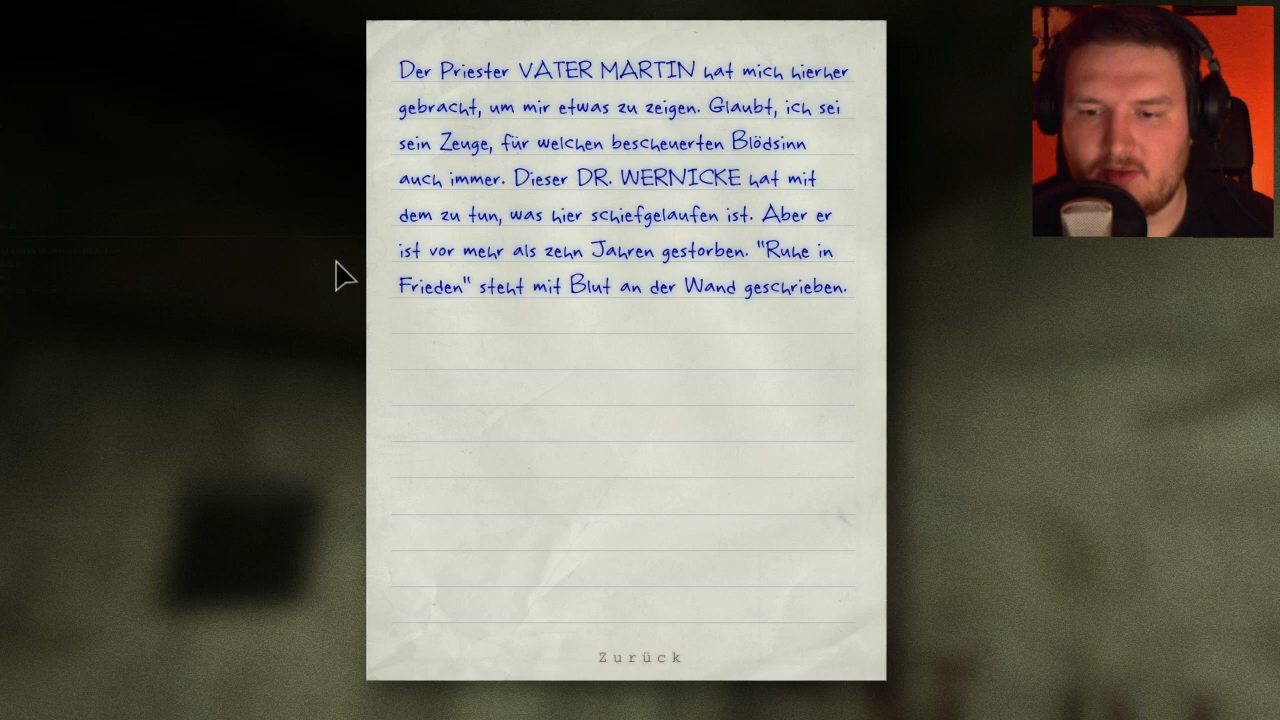 Der Priester VATER MARTIN hat mich hierher
gebracht, um mir etwas zu zeigen. Glaubt, ich sei
sein Zeuge, für welchen bescheuerten Blödsinn
auch immer. Dieser DR. WERNICKE hat mit
dem zu tun, was hier schiefgelaufen ist. Aber er
ist vor mehr als zehn Jahren gestorben. "Ruhe in
Frieden" steht mit Blut an der Wand geschrieben.
Zurück